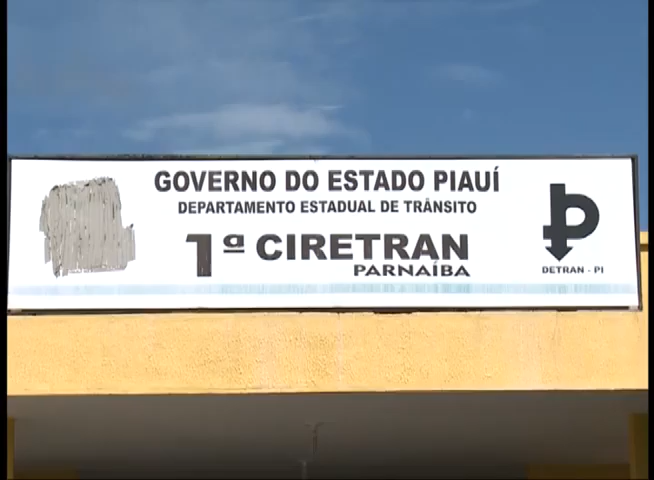 GOVERNO DO ESTADO PIAUÍ
DEPARTAMENTO ESTADUAL DE TRÂNSITO
1ª CIRETRAN
PARNAÍBA
DETRAN - PI